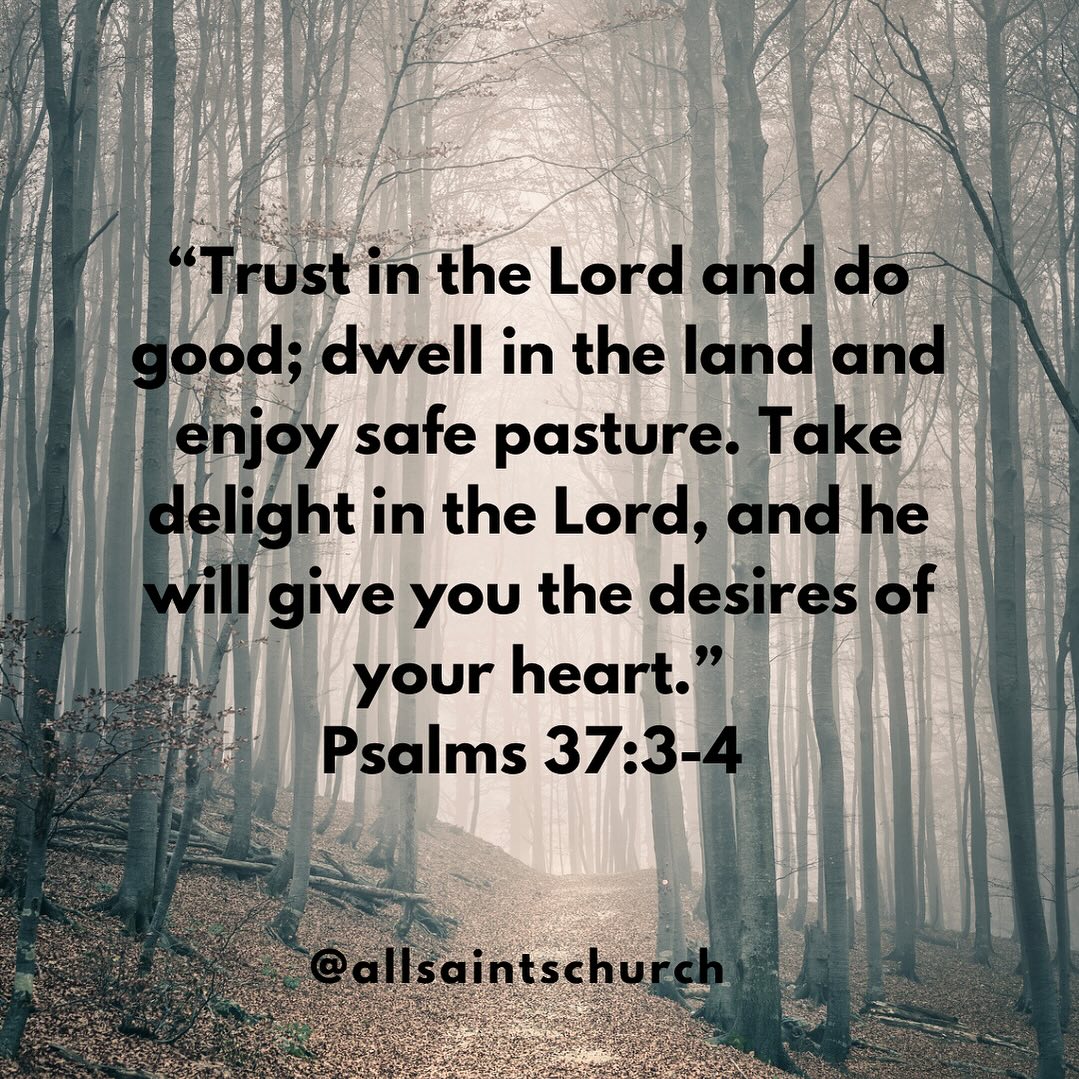 “Trust in the Lord and do
good; dwell in the land and
enjoy safe pasture. Take
delight in the Lord, and he
will give you the desires of
your heart.”
Psalms 37:3-4
@allsaintschurch